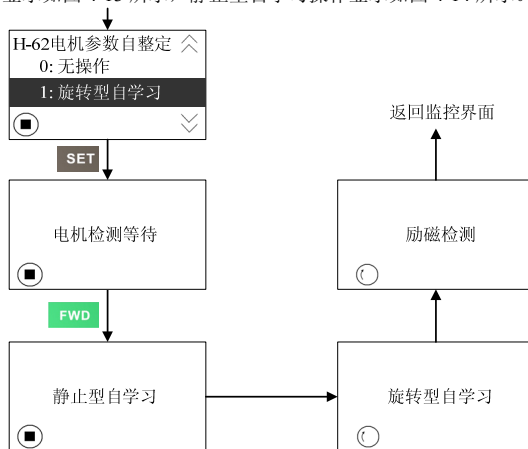 H-62电机参数自整定
0: 无操作
1: 旋转型自学习
SET
电机检测等待
FWD
静止型自学习
旋转型自学习
励磁检测
返回监控界面